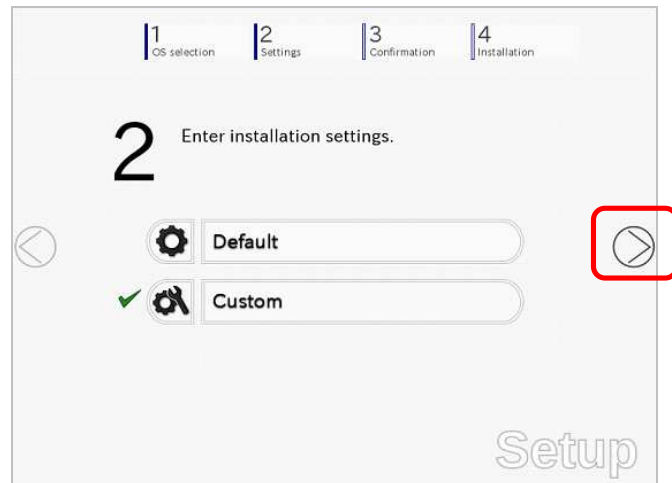 1
OS selection
2
Settings
3
Confirmation
4
Installation
2
Enter installation settings.
Default
Custom
Setup